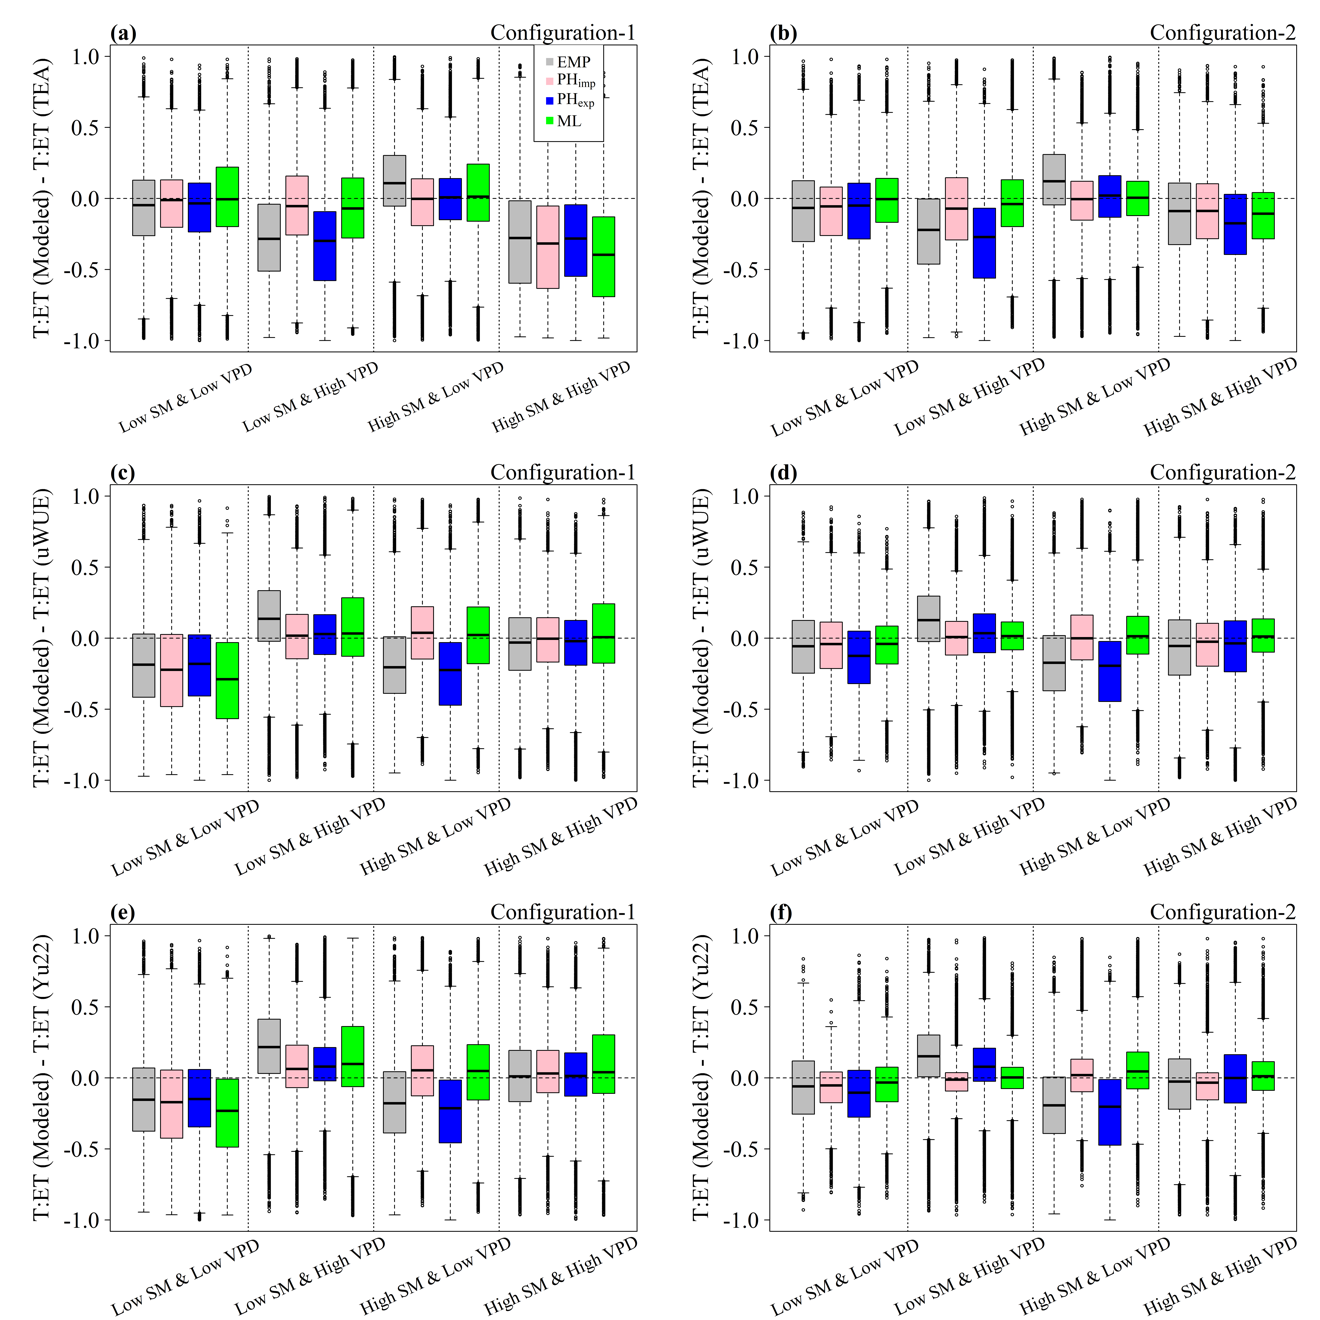 (a) Configuration-1
T:ET (Modeled) - T:ET (TEA)
1.0
0.5
0.0
-0.5
-1.0
EMP
PHimp
PHexp
ML
Low SM & Low VPD
Low SM & High VPD
High SM & Low VPD
High SM & High VPD
(b) Configuration-2
T:ET (Modeled) - T:ET (TEA)
1.0
0.5
0.0
-0.5
-1.0
Low SM & Low VPD
Low SM & High VPD
High SM & Low VPD
High SM & High VPD
(c) Configuration-1
T:ET (Modeled) - T:ET (uWUE)
1.0
0.5
0.0
-0.5
-1.0
Low SM & Low VPD
Low SM & High VPD
High SM & Low VPD
High SM & High VPD
(d) Configuration-2
T:ET (Modeled) - T:ET (uWUE)
1.0
0.5
0.0
-0.5
-1.0
Low SM & Low VPD
Low SM & High VPD
High SM & Low VPD
High SM & High VPD
(e) Configuration-1
T:ET (Modeled) - T:ET (Yu22)
1.0
0.5
0.0
-0.5
-1.0
Low SM & Low VPD
Low SM & High VPD
High SM & Low VPD
High SM & High VPD
(f) Configuration-2
T:ET (Modeled) - T:ET (Yu22)
1.0
0.5
0.0
-0.5
-1.0
Low SM & Low VPD
Low SM & High VPD
High SM & Low VPD
High SM & High VPD